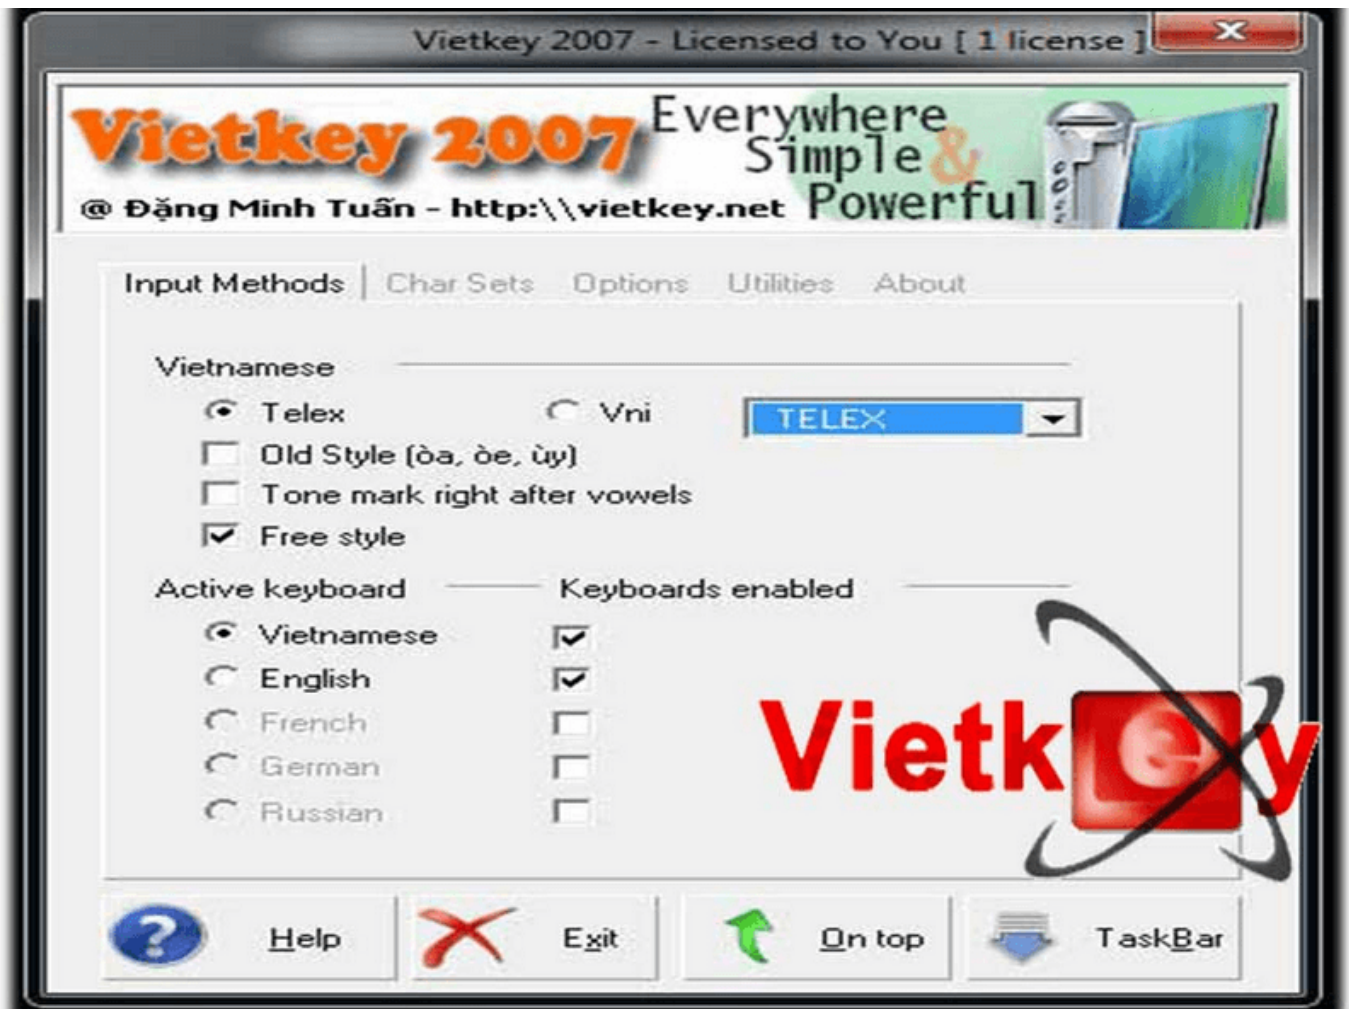 Vietkey 2007 - Licensed to You [ 1 license ]
Vietkey 2007
Everywhere
Simple &
Powerful
@ Đặng Minh Tuấn - http:\\vietkey.net
Input Methods Char Sets Options Utilities About
Vietnamese
Telex Vni TELEX
Old Style (òa, òe, ùy)
Tone mark right after vowels
Free style
Active keyboard Keyboards enabled
Vietnamese
English
French
German
Russian
Vietkey
Help Exit On top TaskBar